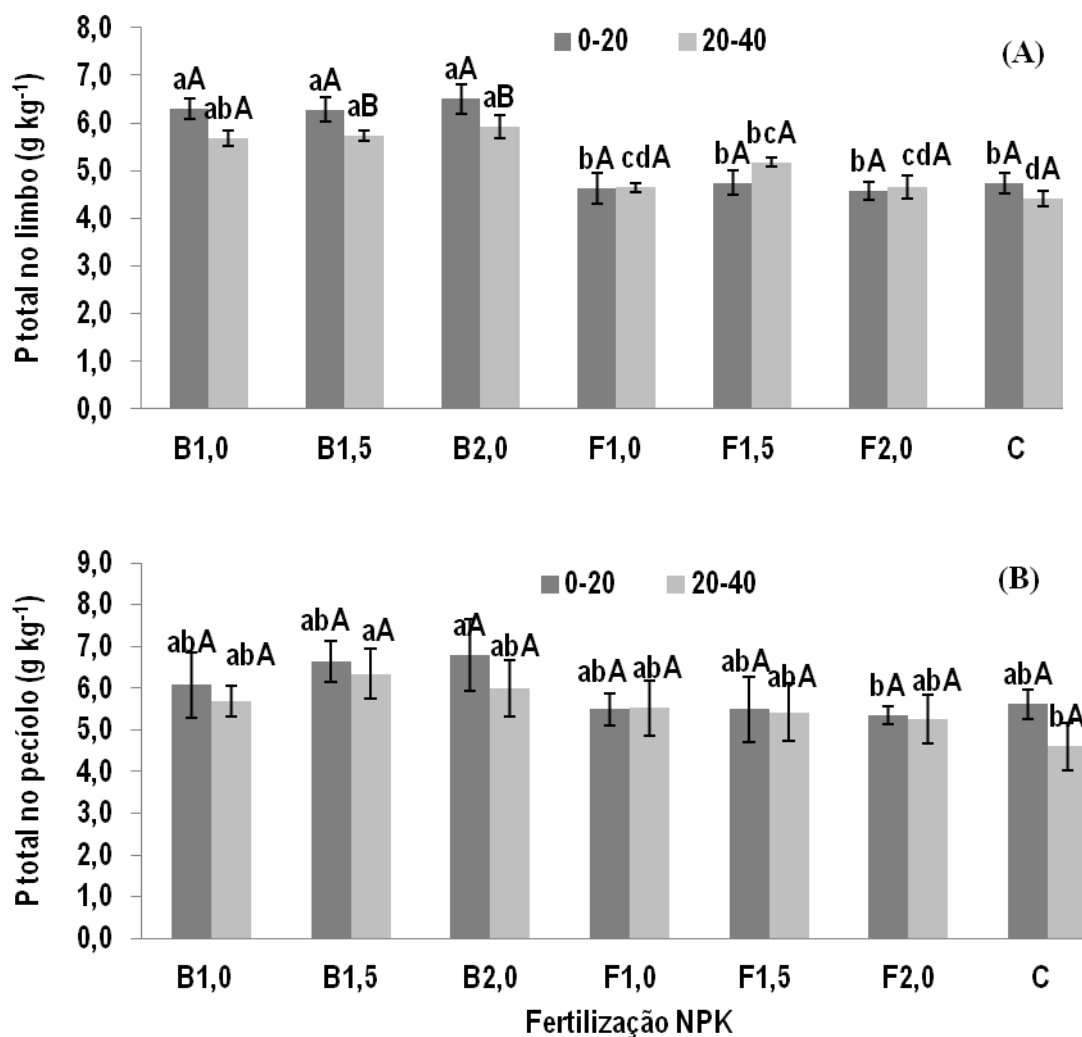 P total no limbo (g kg⁻¹)
8,0
7,0
6,0
5,0
4,0
3,0
2,0
1,0
0,0
0-20 20-40
(A)
aA abA aA aB aA aB bA cdA bA bcA bA cdA bA dA
B1,0 B1,5 B2,0 F1,0 F1,5 F2,0 C
P total no pecíolo (g kg⁻¹)
9,0
8,0
7,0
6,0
5,0
4,0
3,0
2,0
1,0
0,0
0-20 20-40
(B)
abA abA abA aA aA abA abA abA abA abA bA abA abA bA
B1,0 B1,5 B2,0 F1,0 F1,5 F2,0 C
Fertilização NPK